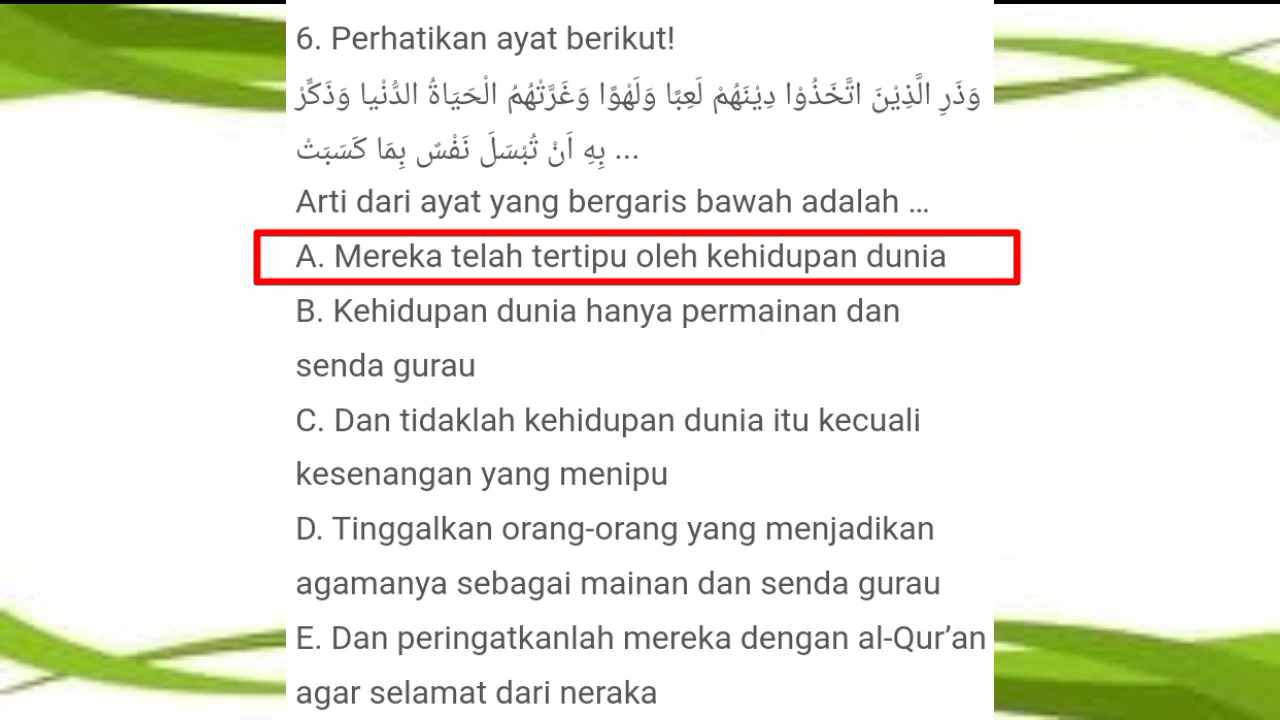 6. Perhatikan ayat berikut!
وَذَرِ الَّذِيْنَ اتَّخَذُوْا دِيْنَهُمْ لَعِبًا وَلَهْوًا وَغَرَّتْهُمُ الْحَيَاةُ الدُّنْيا وَذَكِّرْ
بِهِ اَنْ تُبْسَلَ نَفْسٌ بِمَا كَسَبَتْ ...
Arti dari ayat yang bergaris bawah adalah ...
A. Mereka telah tertipu oleh kehidupan dunia
B. Kehidupan dunia hanya permainan dan
senda gurau
C. Dan tidaklah kehidupan dunia itu kecuali
kesenangan yang menipu
D. Tinggalkan orang-orang yang menjadikan
agamanya sebagai mainan dan senda gurau
E. Dan peringatkanlah mereka dengan al-Qur’an
agar selamat dari neraka